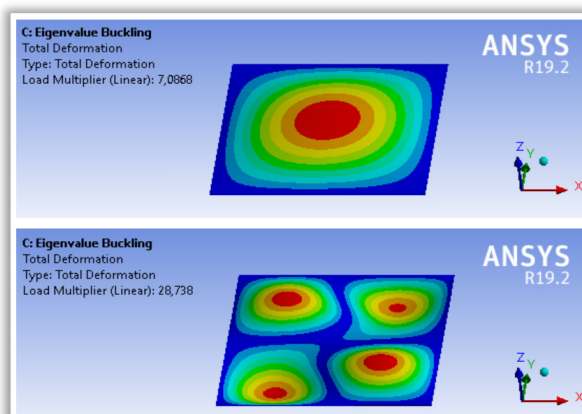 C: Eigenvalue Buckling
Total Deformation
Type: Total Deformation
Load Multiplier (Linear): 7,0868
ANSYS
R19.2
Z
Y
X
C: Eigenvalue Buckling
Total Deformation
Type: Total Deformation
Load Multiplier (Linear): 28,738
ANSYS
R19.2
Z
Y
X